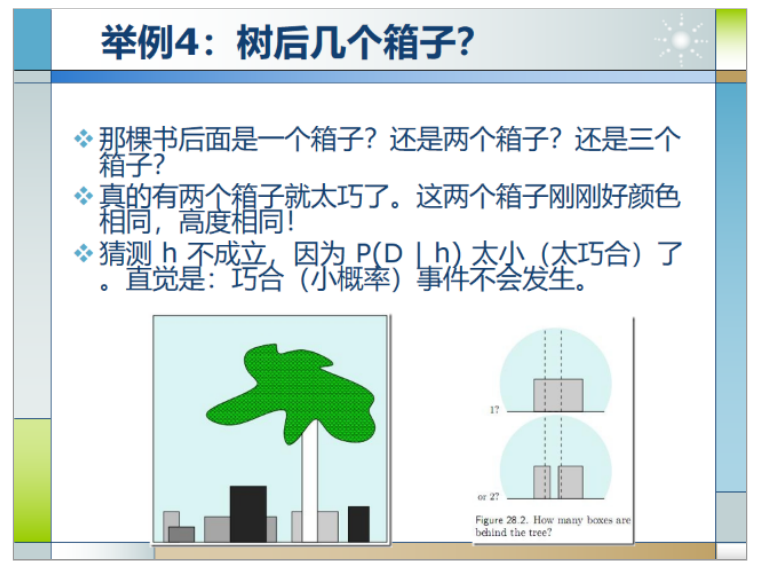 举例4：树后几个箱子？
那棵书后面是一个箱子？还是两个箱子？还是三个
箱子？
真的有两个箱子就太巧了。这两个箱子刚刚好颜色
相同，高度相同！
猜测 h 不成立，因为 P(D | h) 太小（太巧合）了
。直觉是：巧合（小概率）事件不会发生。
1?
or 2?
Figure 28.2. How many boxes are
behind the tree?